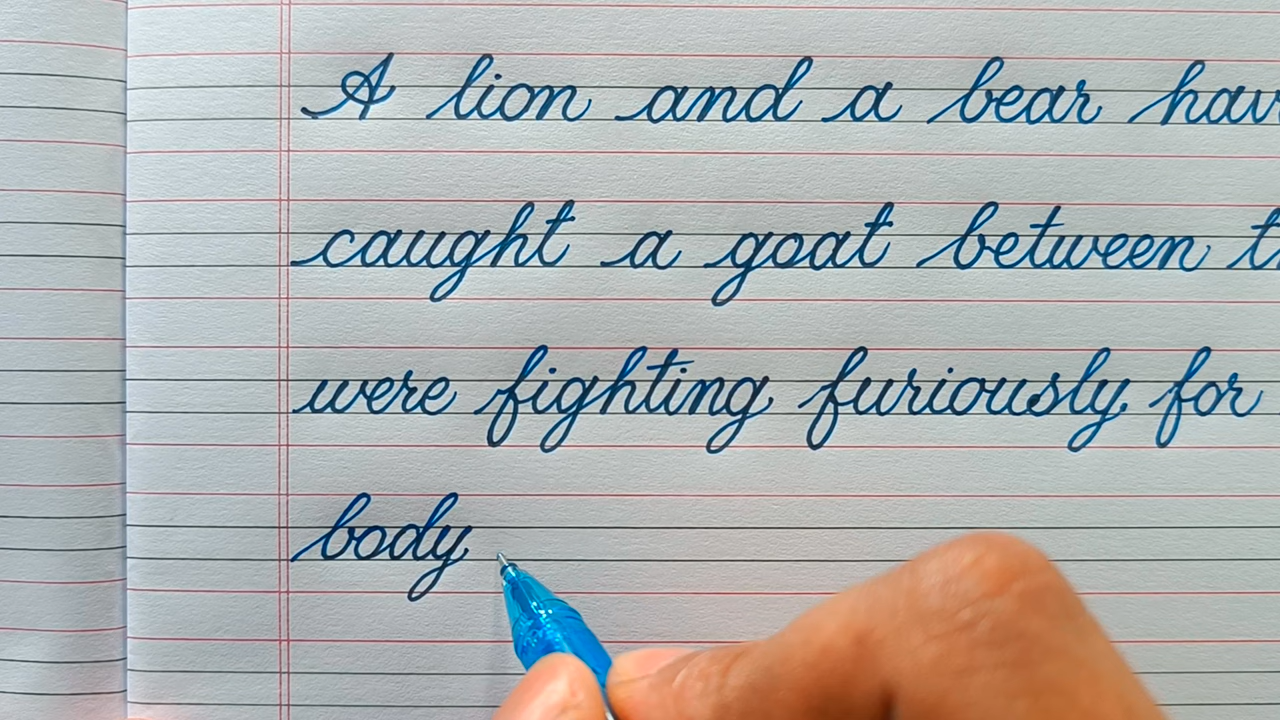 A lion and a bear hav
caught a goat between t
were fighting furiously for
body